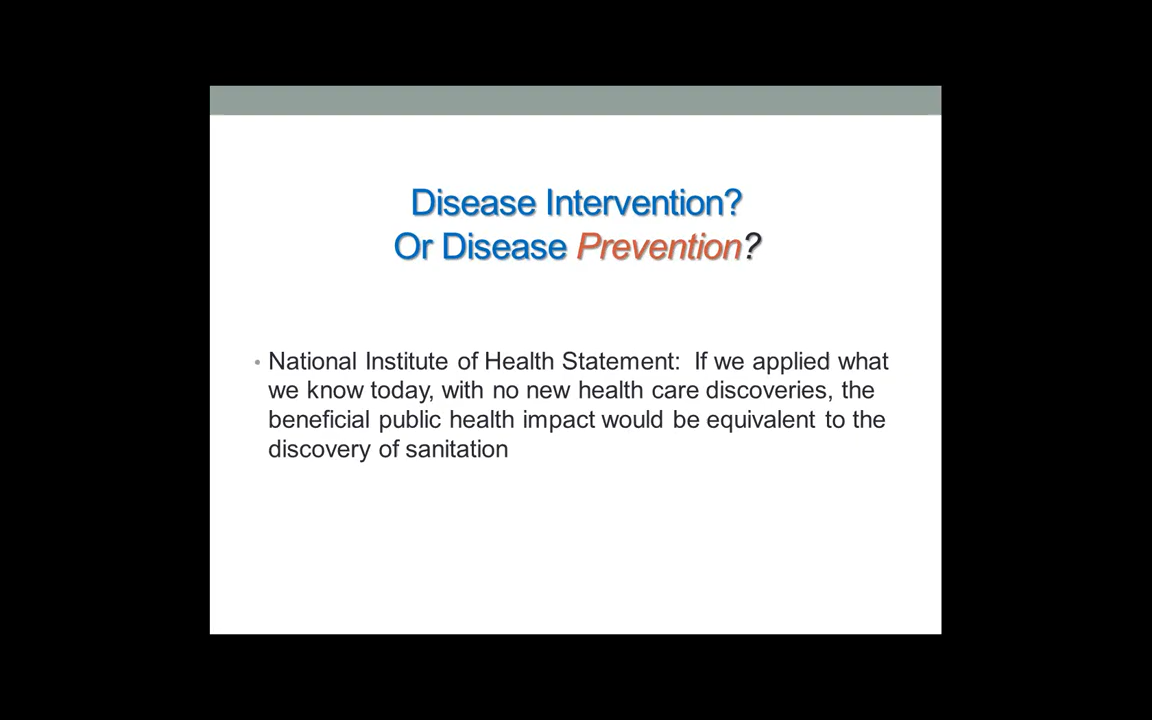 Disease Intervention?
Or Disease Prevention?
• National Institute of Health Statement: If we applied what
we know today, with no new health care discoveries, the
beneficial public health impact would be equivalent to the
discovery of sanitation